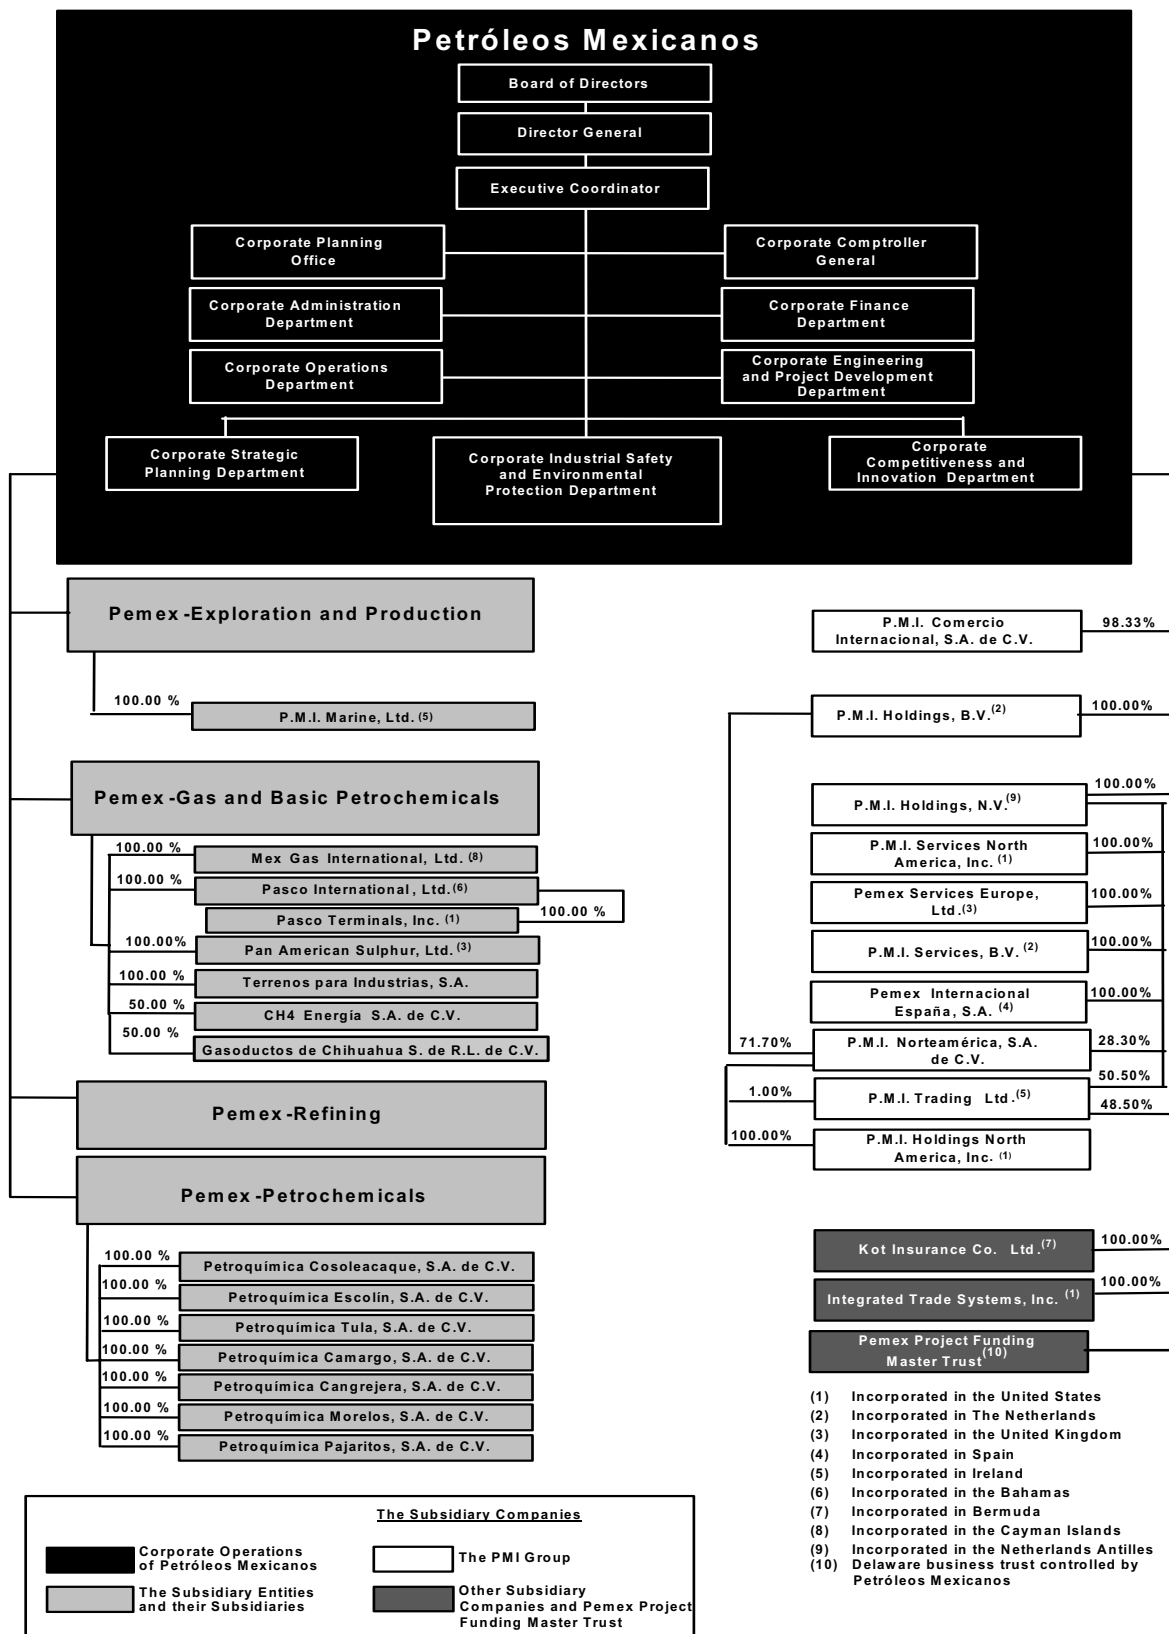 Petróleos Mexicanos
Board of Directors
Director General
Executive Coordinator
Corporate Planning
Office
Corporate Comptroller
General
Corporate Administration
Department
Corporate Finance
Department
Corporate Operations
Department
Corporate Engineering
and Project Development
Department
Corporate Strategic
Planning Department
Corporate Industrial Safety
and Environmental
Protection Department
Corporate
Competitiveness and
Innovation Department
Pemex-Exploration and Production
100.00 %
P.M.I. Marine, Ltd. (5)
Pemex-Gas and Basic Petrochemicals
100.00 %
Mex Gas International, Ltd. (8)
100.00 %
Pasco International, Ltd. (6)
Pasco Terminals, Inc. (1)
100.00 %
100.00%
Pan American Sulphur, Ltd. (3)
100.00 %
Terrenos para Industrias, S.A.
50.00 %
CH4 Energía S.A. de C.V.
50.00 %
Gasoductos de Chihuahua S. de R.L. de C.V.
Pemex-Refining
Pemex-Petrochemicals
100.00 %
Petroquímica Cosoleacaque, S.A. de C.V.
100.00 %
Petroquímica Escolín, S.A. de C.V.
100.00 %
Petroquímica Tula, S.A. de C.V.
100.00 %
Petroquímica Camargo, S.A. de C.V.
100.00 %
Petroquímica Cangrejera, S.A. de C.V.
100.00 %
Petroquímica Morelos, S.A. de C.V.
100.00 %
Petroquímica Pajaritos, S.A. de C.V.
P.M.I. Comercio
Internacional, S.A. de C.V.
98.33%
P.M.I. Holdings, B.V.(2)
100.00%
P.M.I. Holdings, N.V.(9)
100.00%
P.M.I. Services North
America, Inc. (1)
100.00%
Pemex Services Europe,
Ltd.(3)
100.00%
P.M.I. Services, B.V. (2)
100.00%
Pemex Internacional
España, S.A. (4)
100.00%
71.70%
P.M.I. Norteamérica, S.A.
de C.V.
28.30%
50.50%
1.00%
P.M.I. Trading Ltd.(5)
48.50%
100.00%
P.M.I. Holdings North
America, Inc. (1)
Kot Insurance Co. Ltd.(7)
100.00%
Integrated Trade Systems, Inc. (1)
100.00%
Pemex Project Funding
Master Trust(10)
(1) Incorporated in the United States
(2) Incorporated in The Netherlands
(3) Incorporated in the United Kingdom
(4) Incorporated in Spain
(5) Incorporated in Ireland
(6) Incorporated in the Bahamas
(7) Incorporated in Bermuda
(8) Incorporated in the Cayman Islands
(9) Incorporated in the Netherlands Antilles
(10) Delaware business trust controlled by
Petróleos Mexicanos
The Subsidiary Companies
Corporate Operations
of Petróleos Mexicanos
The PMI Group
The Subsidiary Entities
and their Subsidiaries
Other Subsidiary
Companies and Pemex Project
Funding Master Trust